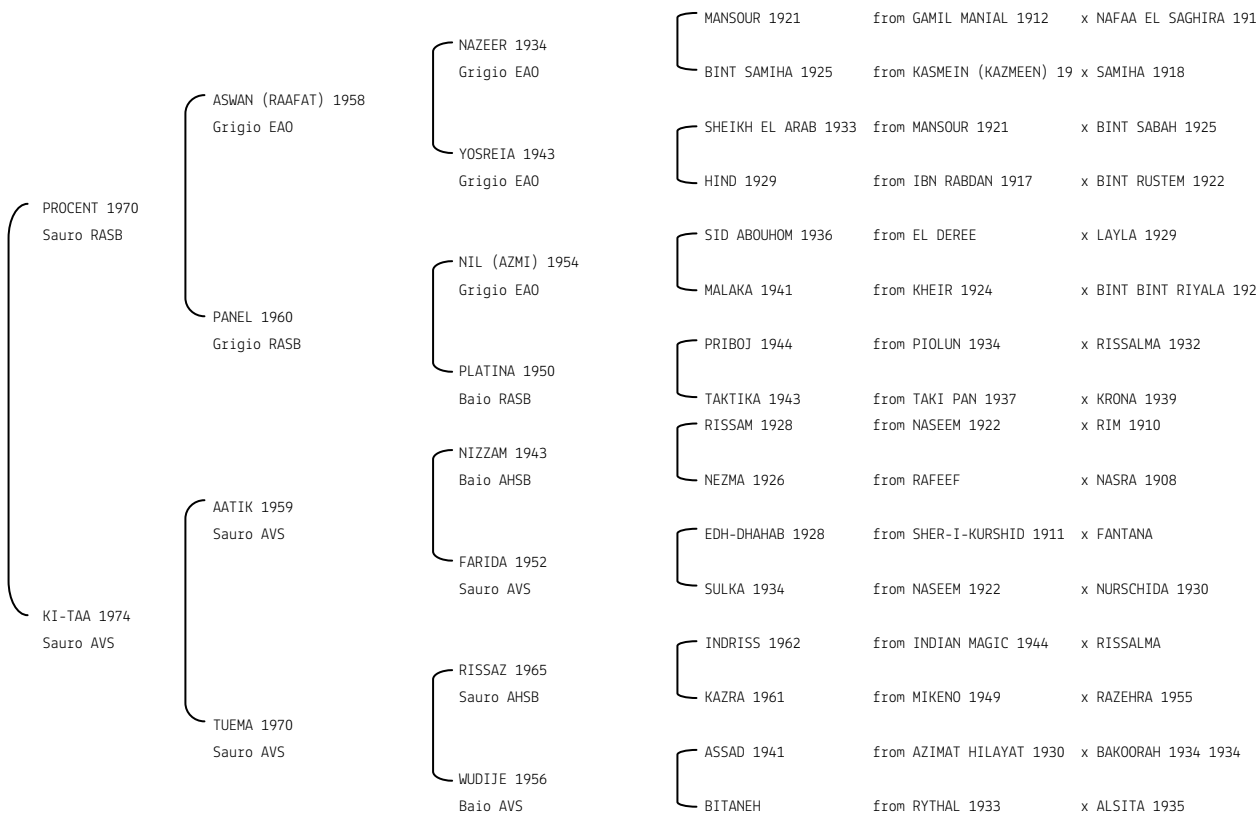 MANSOUR 1921 from GAMIL MANIAL 1912 x NAFAA EL SAGHIRA 191
NAZEER 1934
Grigio EAO
BINT SAMIHA 1925 from KASMEIN (KAZMEEN) 19 x SAMIHA 1918
ASWAN (RAAFAT) 1958
Grigio EAO
SHEIKH EL ARAB 1933 from MANSOUR 1921 x BINT SABAH 1925
YOSREIA 1943
Grigio EAO
HIND 1929 from IBN RABDAN 1917 x BINT RUSTEM 1922
PROCENT 1970
Sauro RASB
SID ABOUHOM 1936 from EL DEREE x LAYLA 1929
NIL (AZMI) 1954
Grigio EAO
MALAKA 1941 from KHEIR 1924 x BINT BINT RIYALA 192
PANEL 1960
Grigio RASB
PRIBOJ 1944 from PIOLUN 1934 x RISSALMA 1932
PLATINA 1950
Baio RASB
TAKTIKA 1943 from TAKI PAN 1937 x KRONA 1939
RISSAM 1928 from NASEEM 1922 x RIM 1910
NIZZAM 1943
Baio AHSB
NEZMA 1926 from RAFEEF x NASRA 1908
AATIK 1959
Sauro AVS
EDH-DHAHAB 1928 from SHER-I-KURSHID 1911 x FANTANA
FARIDA 1952
Sauro AVS
SULKA 1934 from NASEEM 1922 x NURSCHIDA 1930
KI-TAA 1974
Sauro AVS
INDRISS 1962 from INDIAN MAGIC 1944 x RISSALMA
RISSAZ 1965
Sauro AHSB
KAZRA 1961 from MIKENO 1949 x RAZEHRA 1955
TUEMA 1970
Sauro AVS
ASSAD 1941 from AZIMAT HILAYAT 1930 x BAKOORAH 1934 1934
WUDIJE 1956
Baio AVS
BITANEH from RYTHAL 1933 x ALSITA 1935